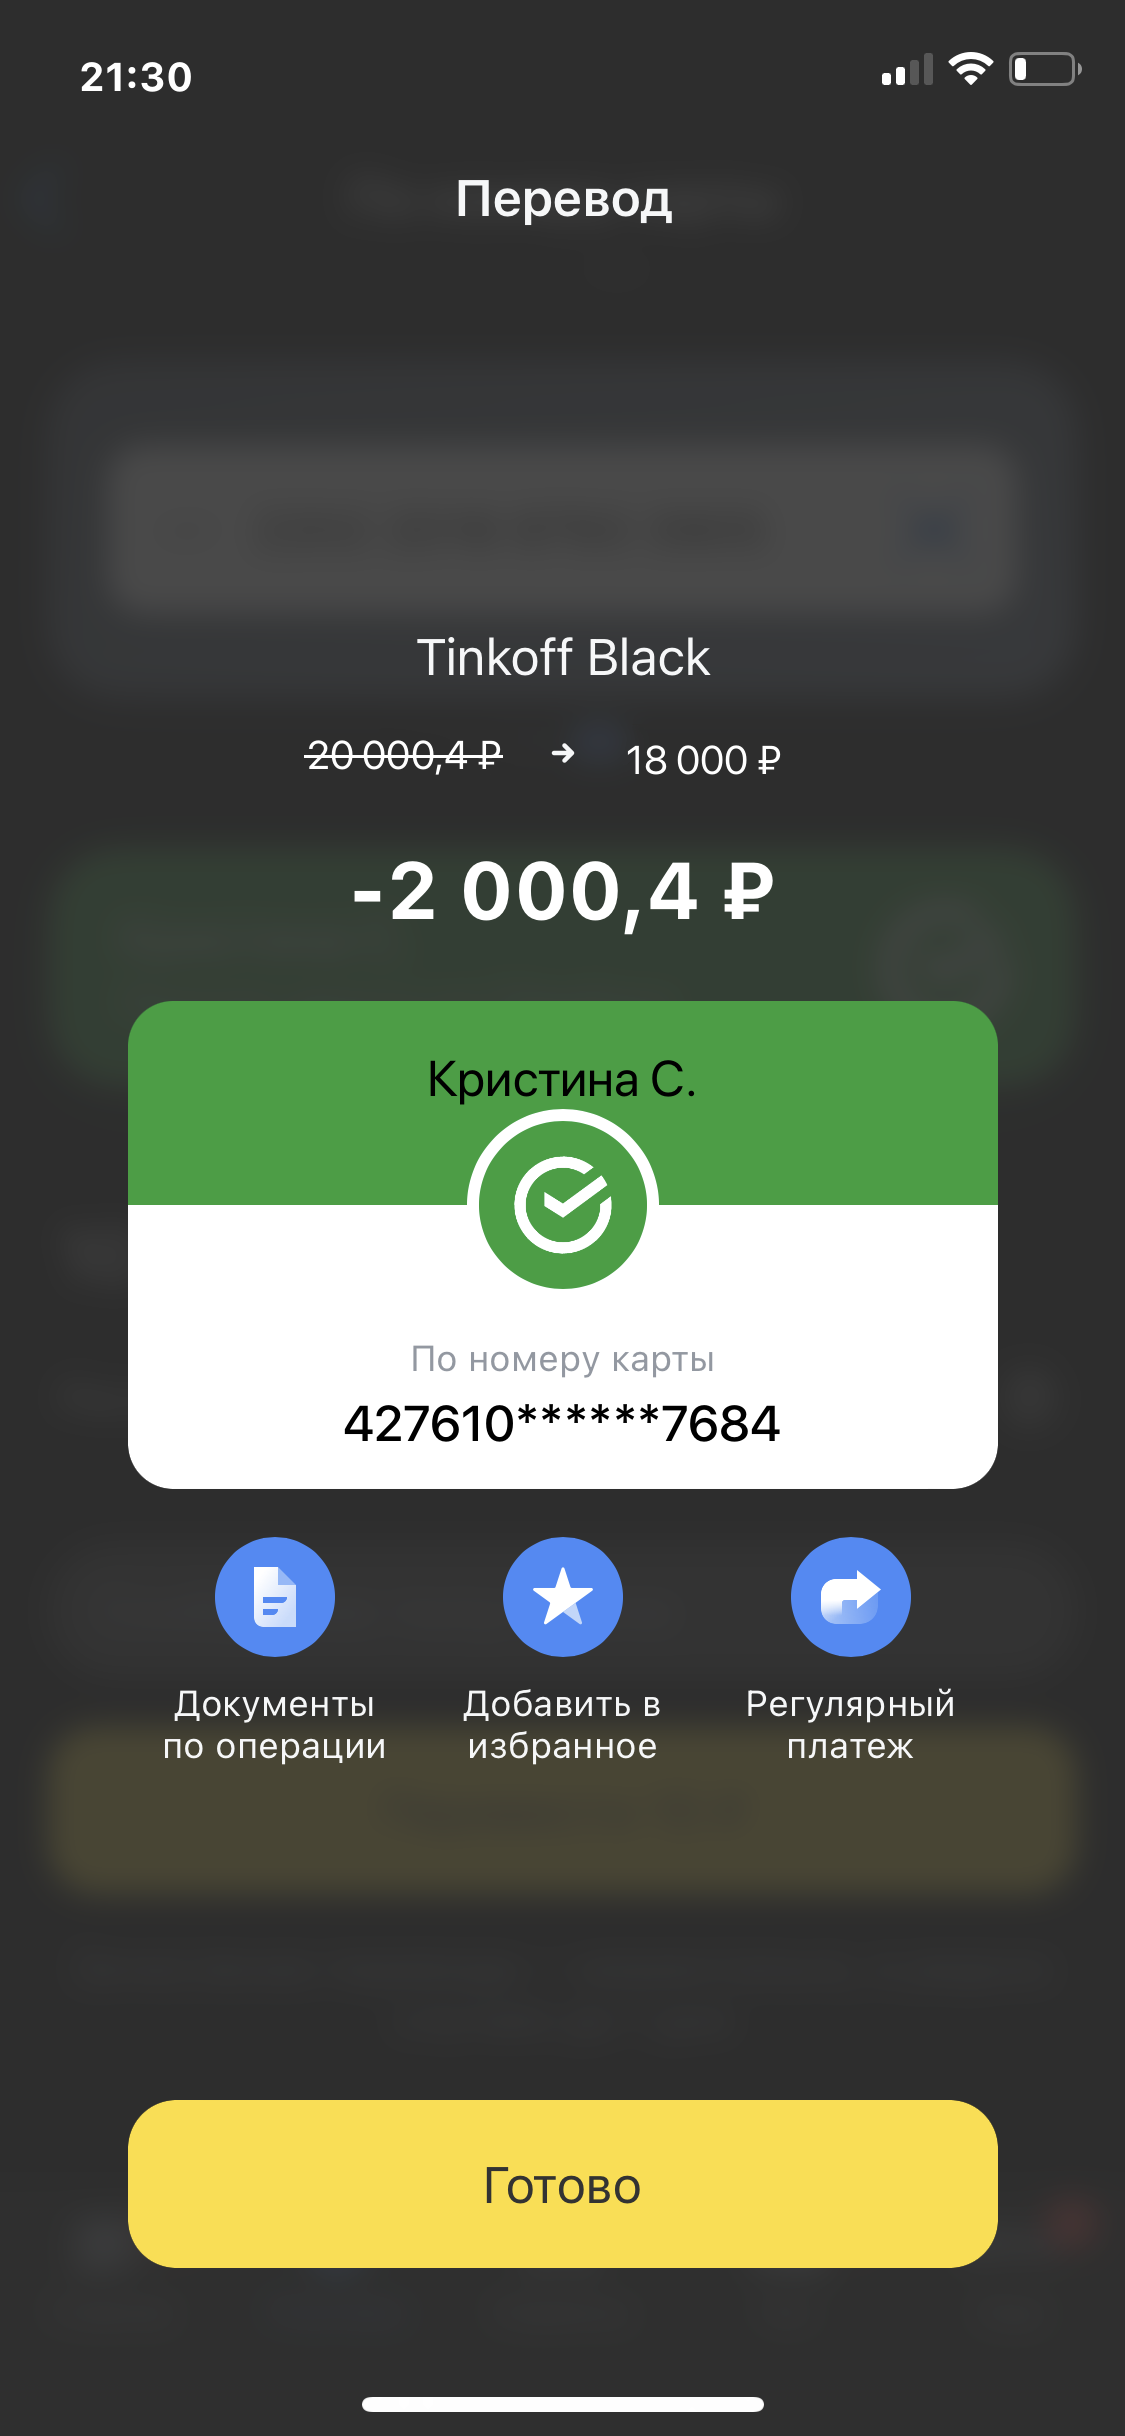 21:30
Перевод
Tinkoff Black
20 000,4 ₽ → 18 000 ₽
-2 000,4 ₽
Кристина С.
По номеру карты
427610******7684
Документы
по операции
Добавить в
избранное
Регулярный
платеж
Готово